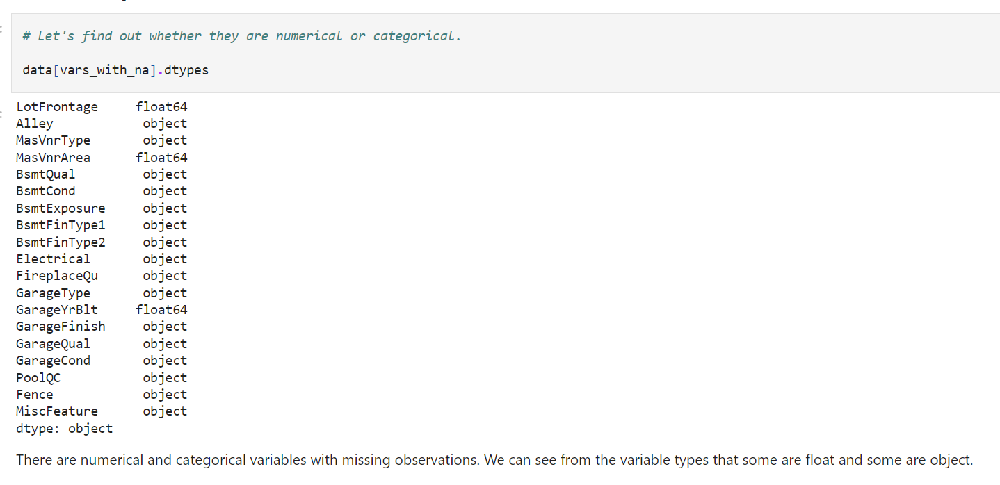 # Let's find out whether they are numerical or categorical.
data[vars_with_na].dtypes
LotFrontage     float64
Alley            object
MasVnrType       object
MasVnrArea      float64
BsmtQual         object
BsmtCond         object
BsmtExposure     object
BsmtFinType1     object
BsmtFinType2     object
Electrical       object
FireplaceQu      object
GarageType       object
GarageYrBlt     float64
GarageFinish     object
GarageQual       object
GarageCond       object
PoolQC           object
Fence            object
MiscFeature      object
dtype: object
There are numerical and categorical variables with missing observations. We can see from the variable types that some are float and some are object.